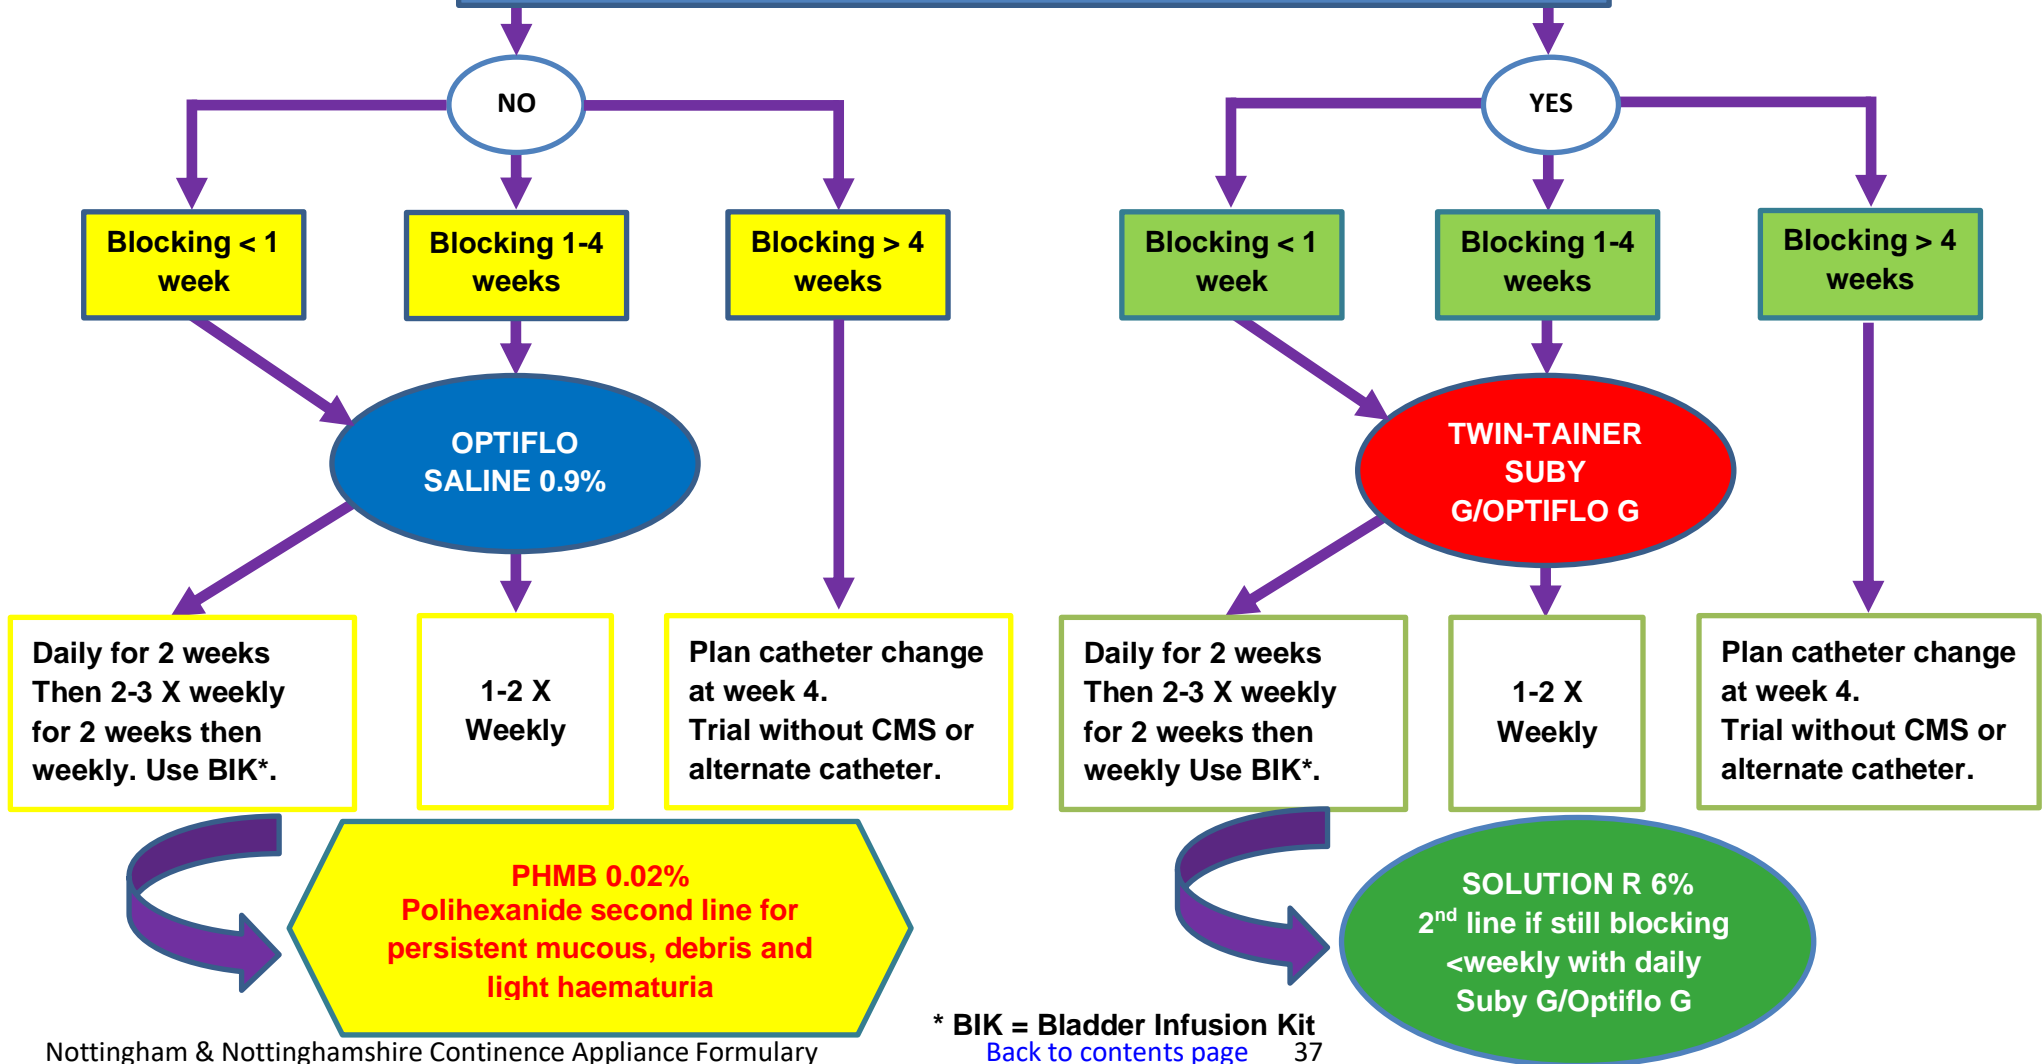 NO
YES
Blocking < 1
week
Blocking 1-4
weeks
Blocking > 4
weeks
Blocking < 1
week
Blocking 1-4
weeks
Blocking > 4
weeks
OPTIFLO
SALINE 0.9%
TWIN-TAINER
SUBY
G/OPTIFLO G
Daily for 2 weeks
Then 2-3 X weekly
for 2 weeks then
weekly. Use BIK*.
1-2 X
Weekly
Plan catheter change
at week 4.
Trial without CMS or
alternate catheter.
Daily for 2 weeks
Then 2-3 X weekly
for 2 weeks then
weekly Use BIK*.
1-2 X
Weekly
Plan catheter change
at week 4.
Trial without CMS or
alternate catheter.
PHMB 0.02%
Polihexanide second line for
persistent mucous, debris and
light haematuria
SOLUTION R 6%
2nd line if still blocking
<weekly with daily
Suby G/Optiflo G
* BIK = Bladder Infusion Kit
Nottingham & Nottinghamshire Continence Appliance Formulary
Back to contents page
37